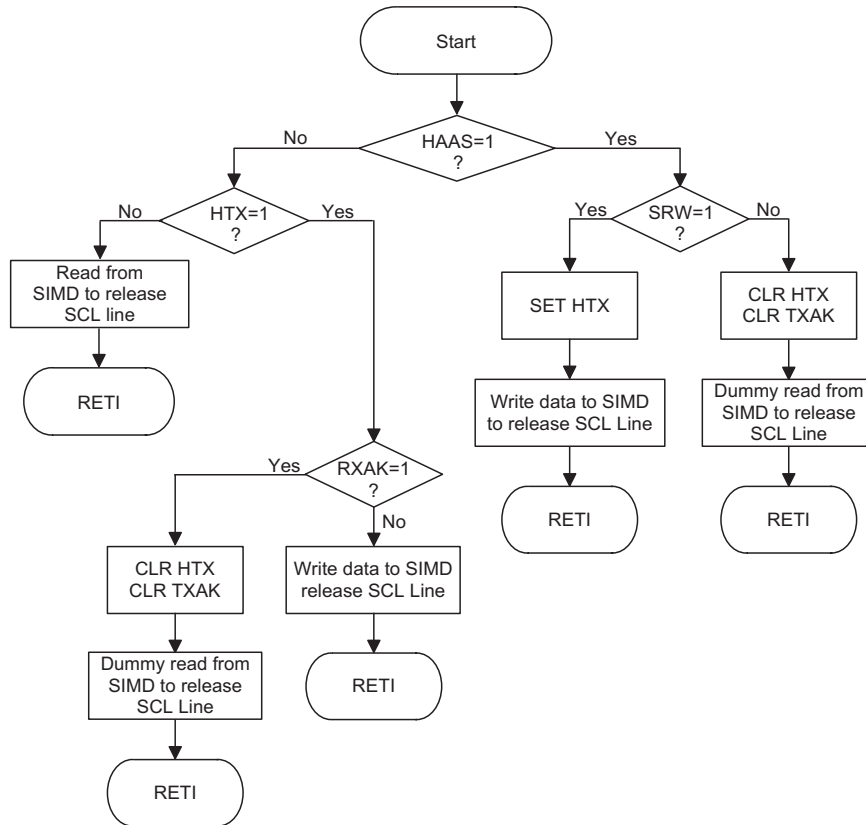 Start
HAAS=1
?
No
Yes
HTX=1
?
No
Yes
SRW=1
?
Yes
No
Read from
SIMD to release
SCL line
SET HTX
CLR HTX
CLR TXAK
RETI
Write data to SIMD
to release SCL Line
Dummy read from
SIMD to release
SCL Line
RXAK=1
?
Yes
No
RETI
RETI
CLR HTX
CLR TXAK
Write data to SIMD
release SCL Line
Dummy read from
SIMD to release
SCL Line
RETI
RETI